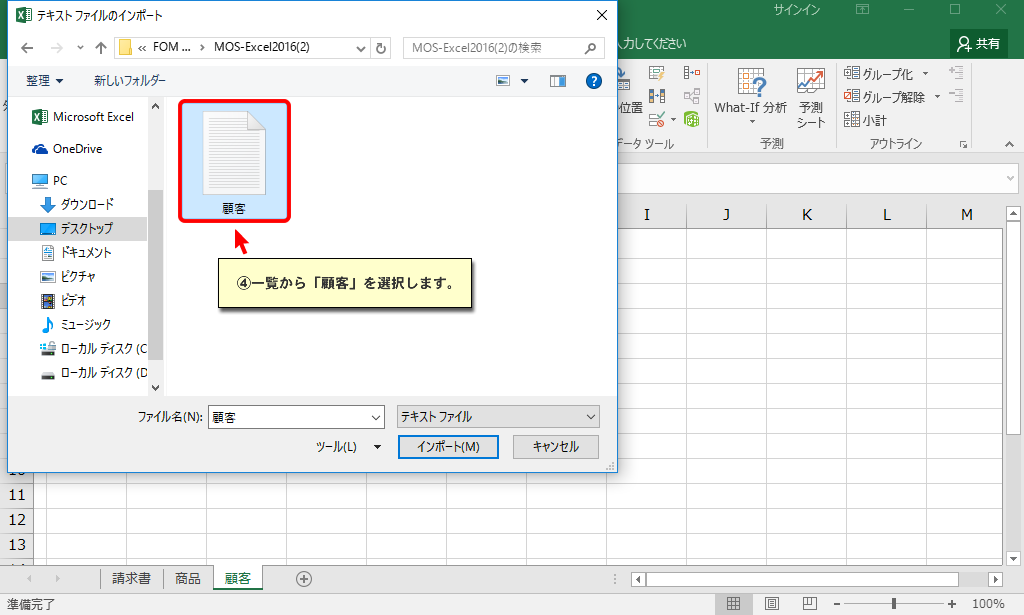 テキスト ファイルのインポート
サインイン
« FOM ... › MOS-Excel2016(2)
MOS-Excel2016(2)の検索
入力してください
共有
整理
新しいフォルダー
Microsoft Excel
OneDrive
PC
ダウンロード
デスクトップ
ドキュメント
ピクチャ
ビデオ
ミュージック
ローカル ディスク (C
ローカル ディスク (D
顧客
④一覧から「顧客」を選択します。
ファイル名(N):
顧客
テキスト ファイル
ツール(L)
インポート(M)
キャンセル
位置
データ ツール
What-If 分析
予測
シート
予測
グループ化
グループ解除
小計
アウトライン
I J K L M
10
11
12
13
請求書
商品
顧客
準備完了
100%